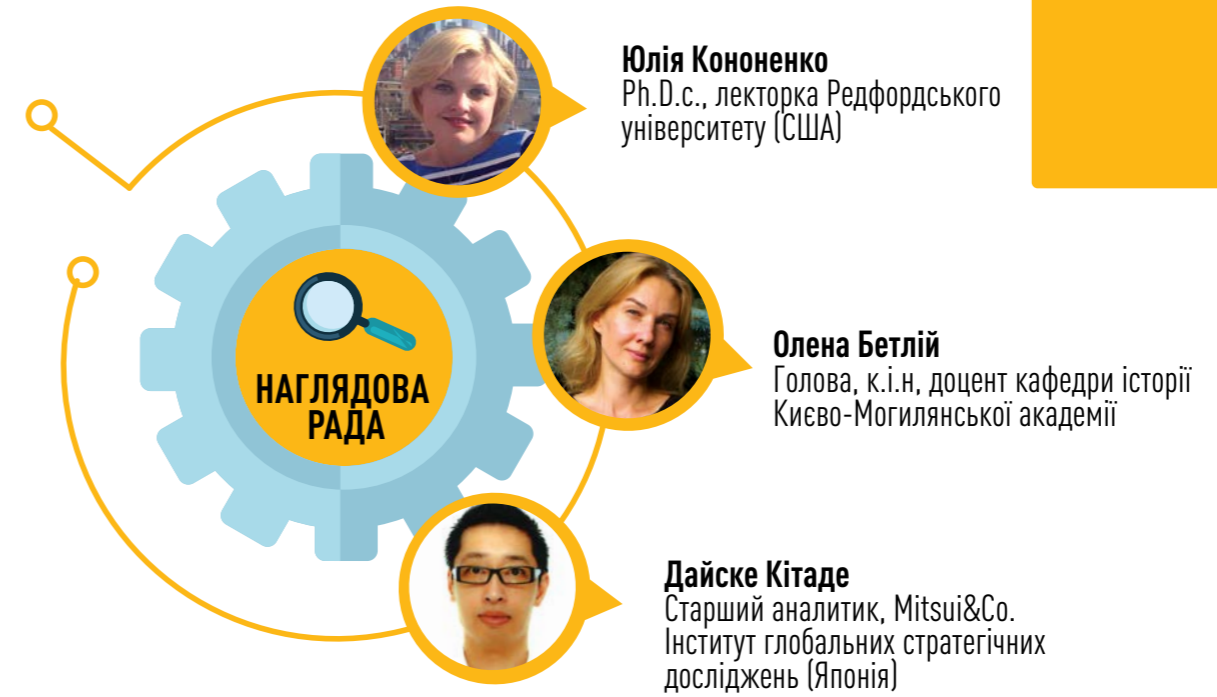 Юлія Кононенко
Ph.D.c., лекторка Редфордського
університету (США)
НАГЛЯДОВА
РАДА
Олена Бетлій
Голова, к.і.н, доцент кафедри історії
Києво-Могилянської академії
Дайске Кітаде
Старший аналитик, Mitsui&Co.
Інститут глобальних стратегічних
досліджень (Японія)